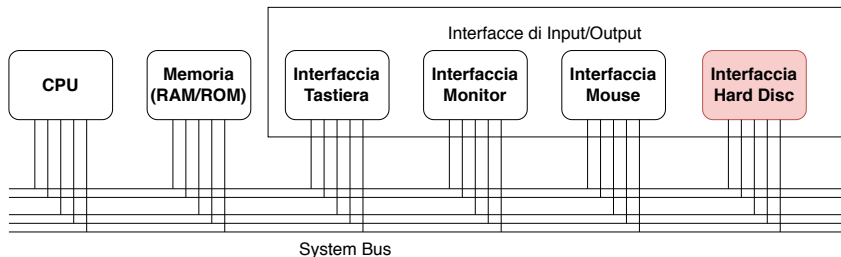 Interfacce di Input/Output
CPU
Memoria
(RAM/ROM)
Interfaccia
Tastiera
Interfaccia
Monitor
Interfaccia
Mouse
Interfaccia
Hard Disc
System Bus